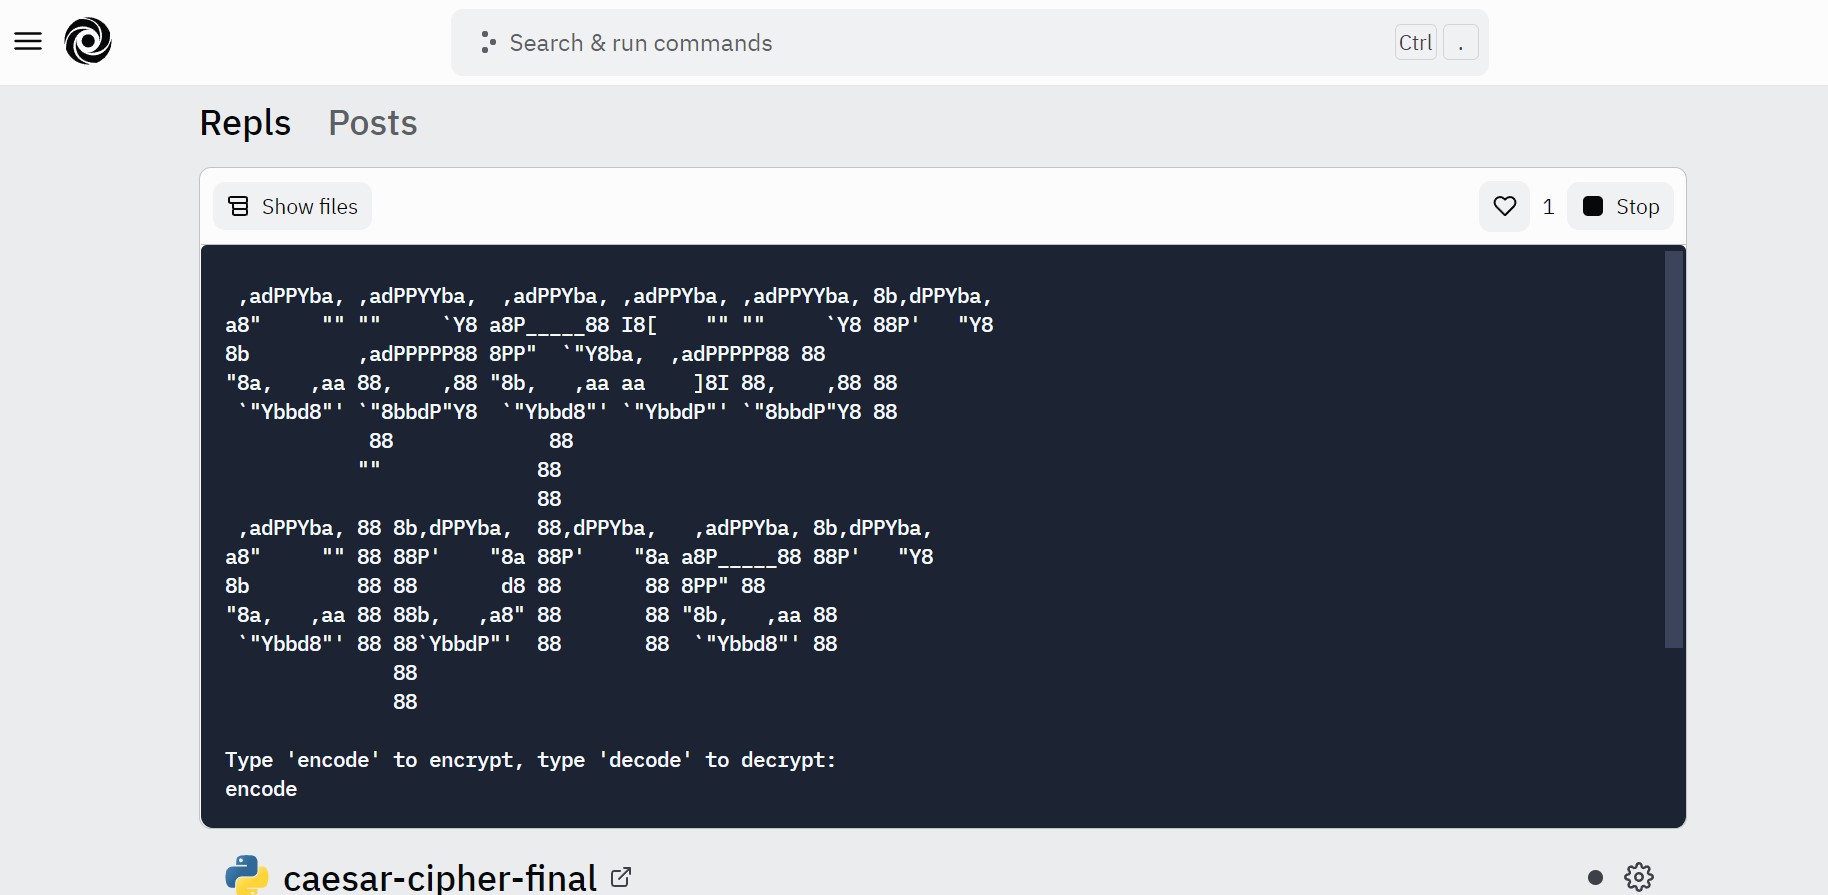 Search & run commands Ctrl .
Repls Posts
Show files 1 Stop
 ,adPPYba, ,adPPYYba,  ,adPPYba, ,adPPYba, ,adPPYYba, 8b,dPPYba,
a8"     "" ""     `Y8 a8P_____88 I8[    "" ""     `Y8 88P'   "Y8
8b         ,adPPPPP88 8PP"  `"Y8ba,  ,adPPPPP88 88
"8a,   ,aa 88,    ,88 "8b,   ,aa aa    ]8I 88,    ,88 88
 `"Ybbd8"' `"8bbdP"Y8  `"Ybbd8"' `"YbbdP"' `"8bbdP"Y8 88
            88             88
           ""             88
                          88
 ,adPPYba, 88 8b,dPPYba,  88,dPPYba,   ,adPPYba, 8b,dPPYba,
a8"     "" 88 88P'    "8a 88P'    "8a a8P_____88 88P'   "Y8
8b         88 88       d8 88       88 8PP" 88
"8a,   ,aa 88 88b,   ,a8" 88       88 "8b,   ,aa 88
 `"Ybbd8"' 88 88`YbbdP"'  88       88  `"Ybbd8"' 88
              88
              88
Type 'encode' to encrypt, type 'decode' to decrypt:
encode
caesar-cipher-final